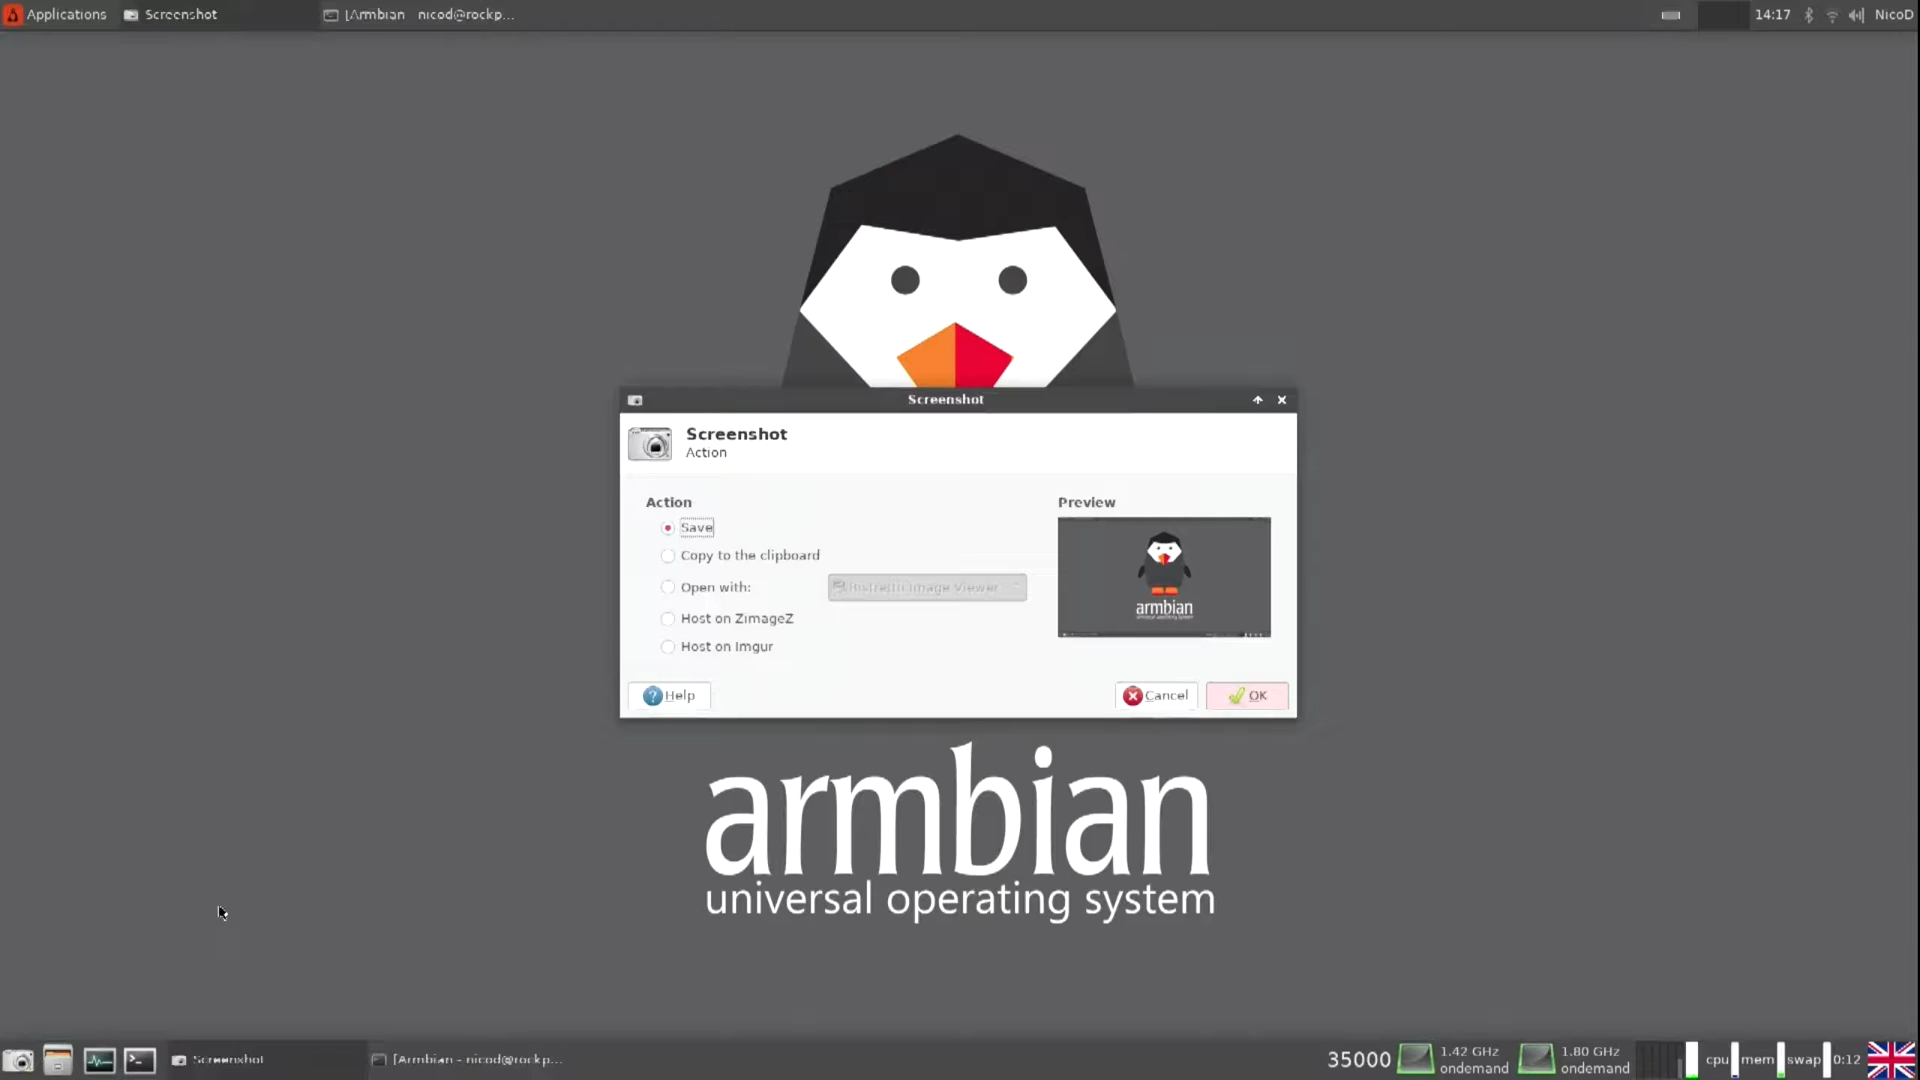 Applications
Screenshot
[Armbian nicod@rockp...
14:17
NicoD
Screenshot
Screenshot
Action
Action
Preview
Save
Copy to the clipboard
Open with:
Image Viewer
Host on ZimageZ
Host on Imgur
armbian
Help
Cancel
OK
armbian
universal operating system
Screenshot
[Armbian - nicod@rockp...
35000
1.42 GHz
ondemand
1.80 GHz
ondemand
cpu
mem
swap
0:12